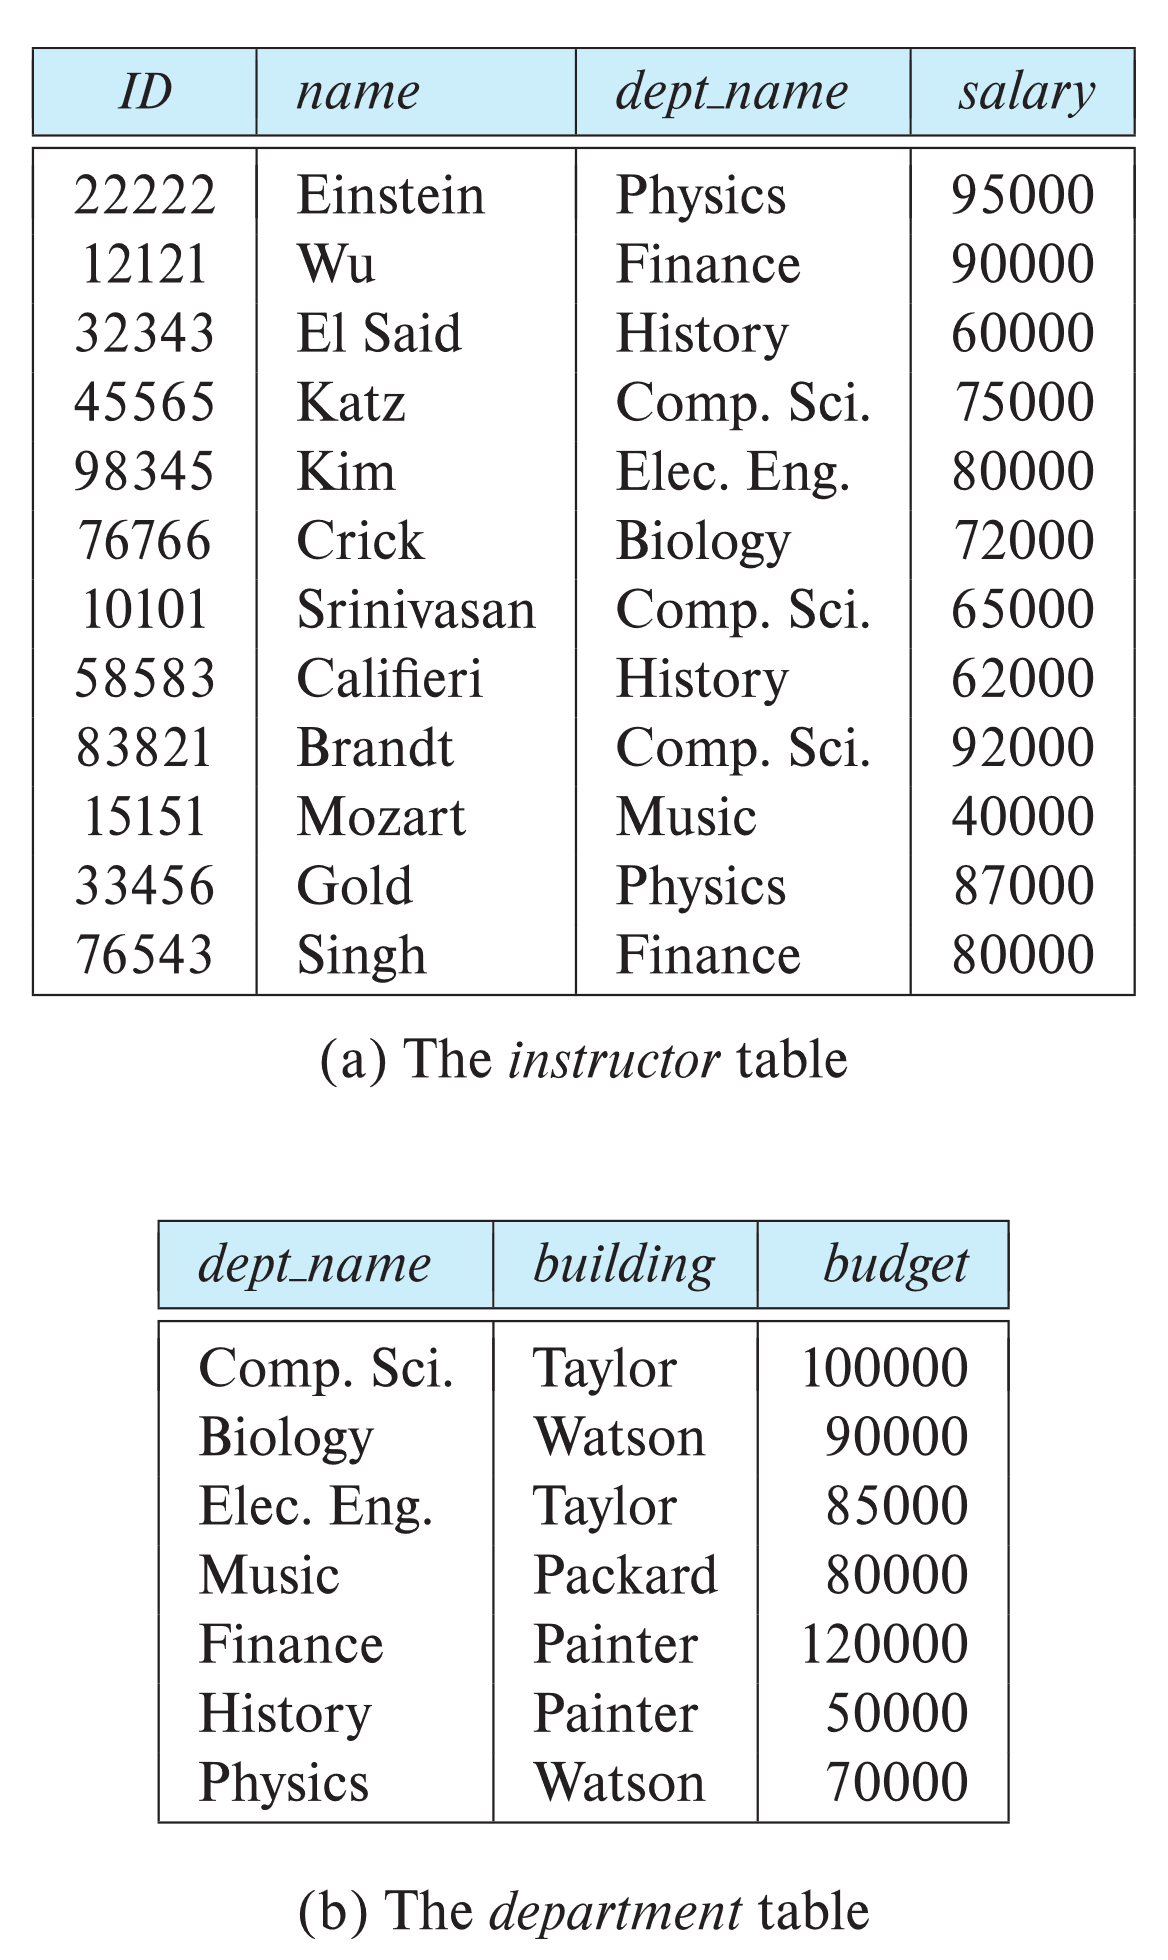 ID name dept_name salary
22222 Einstein Physics 95000
12121 Wu Finance 90000
32343 El Said History 60000
45565 Katz Comp. Sci. 75000
98345 Kim Elec. Eng. 80000
76766 Crick Biology 72000
10101 Srinivasan Comp. Sci. 65000
58583 Califieri History 62000
83821 Brandt Comp. Sci. 92000
15151 Mozart Music 40000
33456 Gold Physics 87000
76543 Singh Finance 80000
(a) The instructor table
dept_name building budget
Comp. Sci. Taylor 100000
Biology Watson 90000
Elec. Eng. Taylor 85000
Music Packard 80000
Finance Painter 120000
History Painter 50000
Physics Watson 70000
(b) The department table